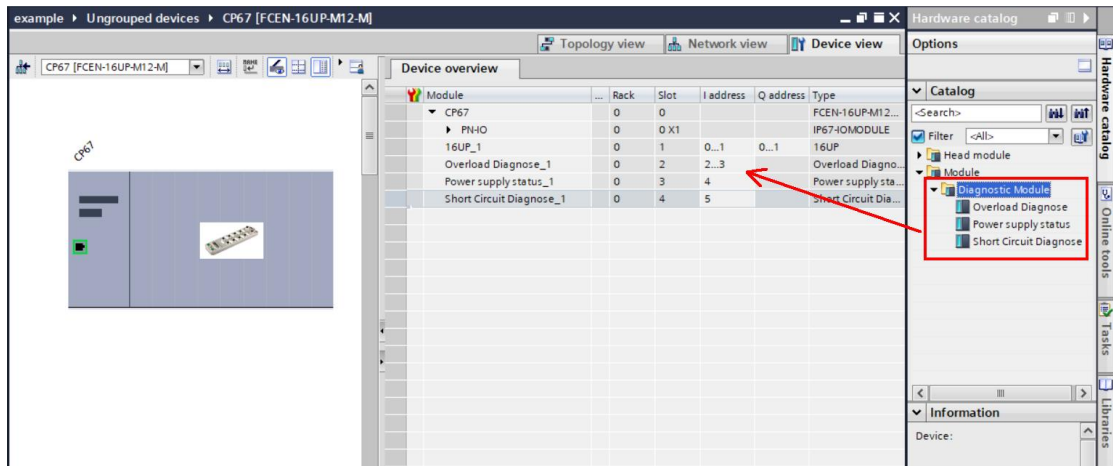 example ▸ Ungrouped devices ▸ CP67 [FCEN-16UP-M12-M]
Hardware catalog
Topology view
Network view
Device view
Options
CP67 [FCEN-16UP-M12-M]
Device overview
Module ... Rack Slot I address Q address Type
CP67 0 0 FCEN-16UP-M12...
PN-IO 0 0 X1 IP67-IOMODULE
16UP_1 0 1 0...1 0...1 16UP
Overload Diagnose_1 0 2 2...3 Overload Diagno...
Power supply status_1 0 3 4 Power supply sta...
Short Circuit Diagnose_1 0 4 5 Short Circuit Dia...
CP67
Catalog
<Search>
Filter <All>
Head module
Module
Diagnostic Module
Overload Diagnose
Power supply status
Short Circuit Diagnose
Information
Device:
Hardware catalog
Online tools
Tasks
Libraries